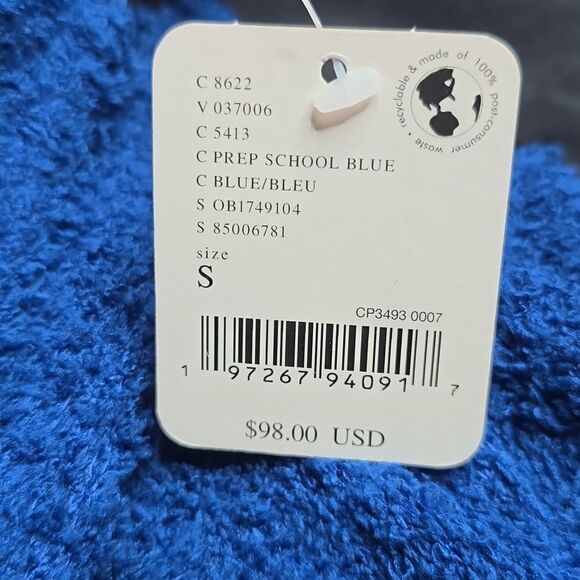 recyclable & made of 100% post-consumer waste •
C 8622
V 037006
C 5413
C PREP SCHOOL BLUE
C BLUE/BLEU
S OB1749104
S 85006781
size
S
CP3493 0007
1 97267 94091 7
$98.00 USD